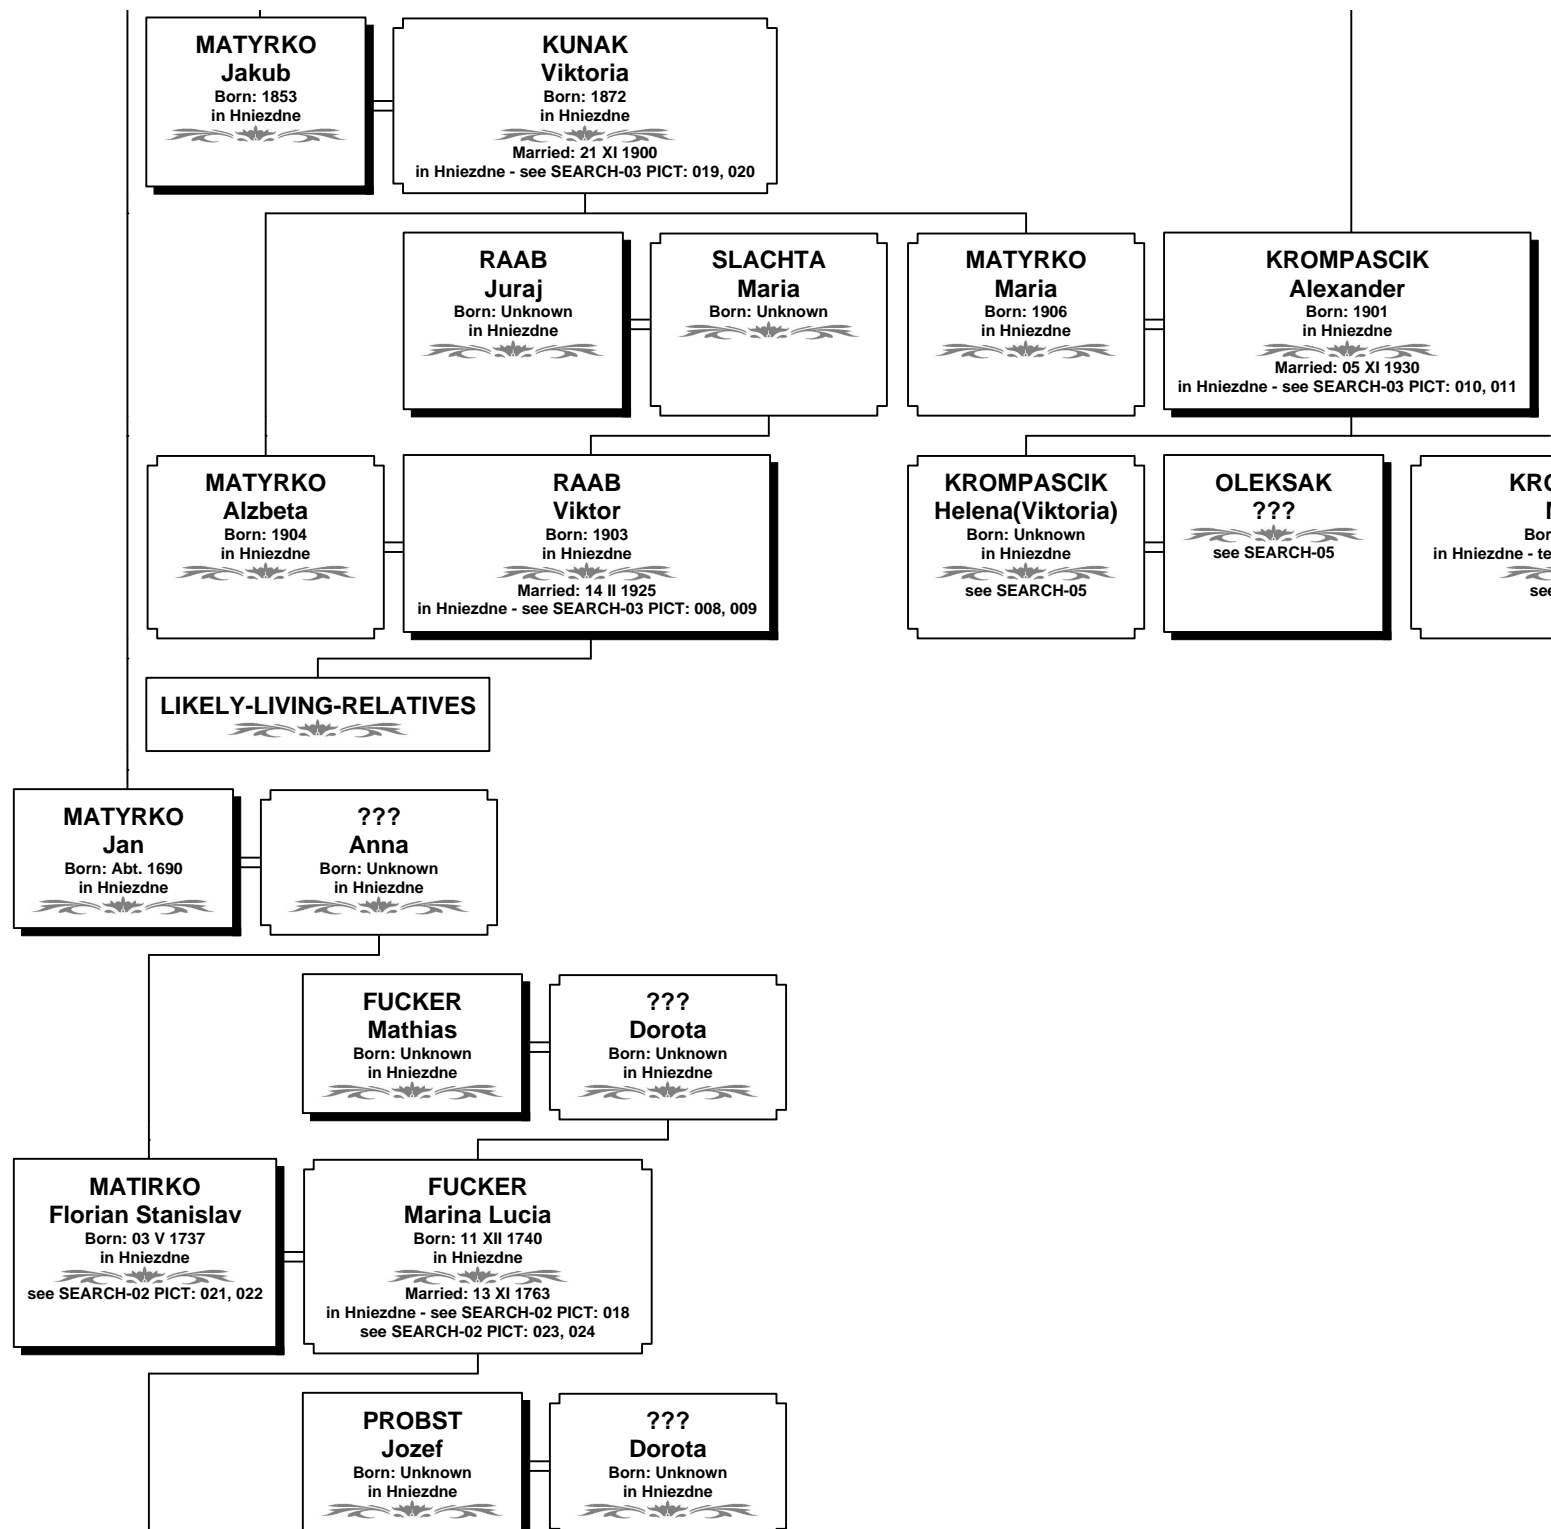 MATYRKO
Jakub
Born: 1853
in Hniezdne
KUNAK
Viktoria
Born: 1872
in Hniezdne
Married: 21 XI 1900
in Hniezdne - see SEARCH-03 PICT: 019, 020
RAAB
Juraj
Born: Unknown
in Hniezdne
SLACHTA
Maria
Born: Unknown
MATYRKO
Maria
Born: 1906
in Hniezdne
KROMPASCIK
Alexander
Born: 1901
in Hniezdne
Married: 05 XI 1930
in Hniezdne - see SEARCH-03 PICT: 010, 011
MATYRKO
Alzbeta
Born: 1904
in Hniezdne
RAAB
Viktor
Born: 1903
in Hniezdne
Married: 14 II 1925
in Hniezdne - see SEARCH-03 PICT: 008, 009
KROMPASCIK
Helena(Viktoria)
Born: Unknown
in Hniezdne
see SEARCH-05
OLEKSAK
???
see SEARCH-05
in Hniezdne -
LIKELY-LIVING-RELATIVES
MATYRKO
Jan
Born: Abt. 1690
in Hniezdne
???
Anna
Born: Unknown
in Hniezdne
FUCKER
Mathias
Born: Unknown
in Hniezdne
???
Dorota
Born: Unknown
in Hniezdne
MATIRKO
Florian Stanislav
Born: 03 V 1737
in Hniezdne
see SEARCH-02 PICT: 021, 022
FUCKER
Marina Lucia
Born: 11 XII 1740
in Hniezdne
Married: 13 XI 1763
in Hniezdne - see SEARCH-02 PICT: 018
see SEARCH-02 PICT: 023, 024
PROBST
Jozef
Born: Unknown
in Hniezdne
???
Dorota
Born: Unknown
in Hniezdne